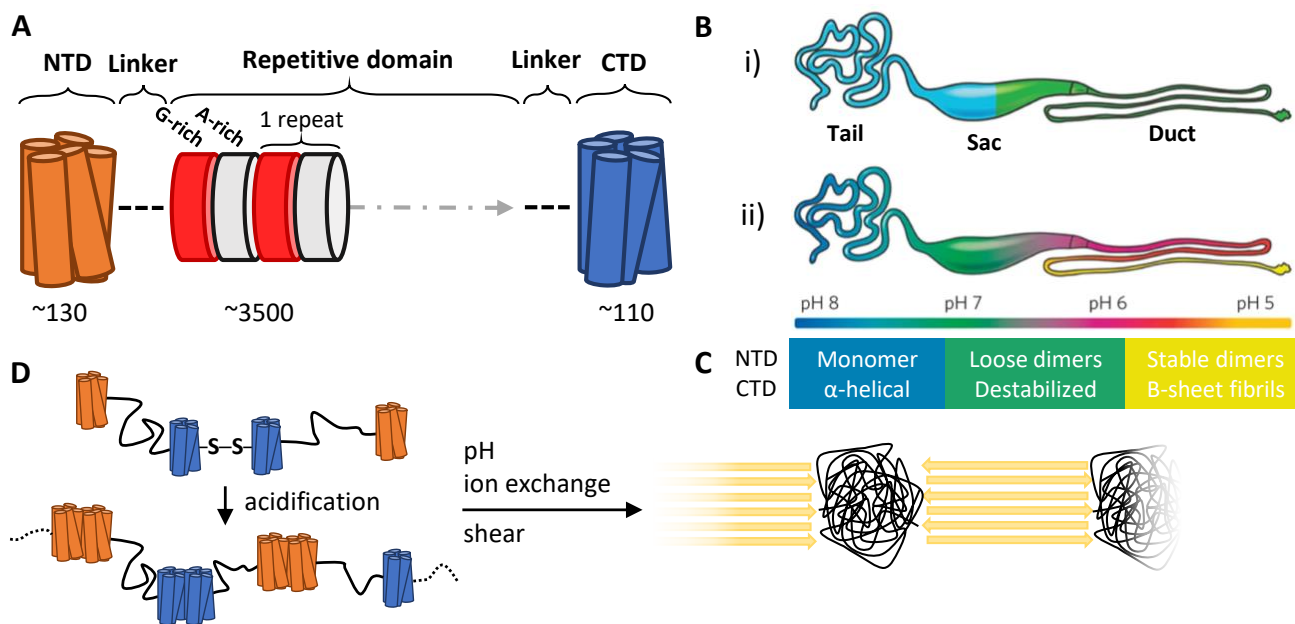 A
NTD Linker Repetitive domain Linker CTD
G-rich
A-rich
1 repeat
~130 ~3500 ~110
B
i)
Tail Sac Duct
ii)
pH 8 pH 7 pH 6 pH 5
C
NTD Monomer Loose dimers Stable dimers
CTD α-helical Destabilized B-sheet fibrils
D
S S
acidification
pH
ion exchange
shear